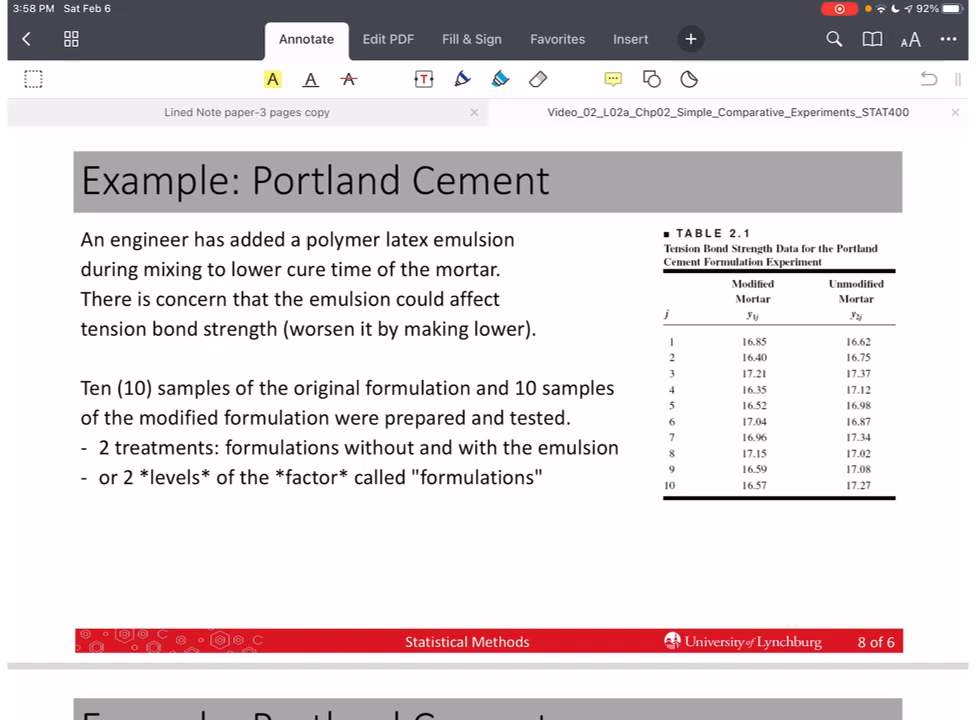 3:58 PM Sat Feb 6
92%
Annotate Edit PDF Fill & Sign Favorites Insert
AA
A A A T
Lined Note paper-3 pages copy
Video_02_L02a_Chp02_Simple_Comparative_Experiments_STAT400
Example: Portland Cement
An engineer has added a polymer latex emulsion
during mixing to lower cure time of the mortar.
There is concern that the emulsion could affect
tension bond strength (worsen it by making lower).
Ten (10) samples of the original formulation and 10 samples
of the modified formulation were prepared and tested.
- 2 treatments: formulations without and with the emulsion
- or 2 *levels* of the *factor* called "formulations"
■ TABLE 2.1
Tension Bond Strength Data for the Portland
Cement Formulation Experiment
Modified Unmodified
Mortar Mortar
j y1j y2j
1 16.85 16.62
2 16.40 16.75
3 17.21 17.37
4 16.35 17.12
5 16.52 16.98
6 17.04 16.87
7 16.96 17.34
8 17.15 17.02
9 16.59 17.08
10 16.57 17.27
Statistical Methods
University of Lynchburg
8 of 6
Example: Portland Cement